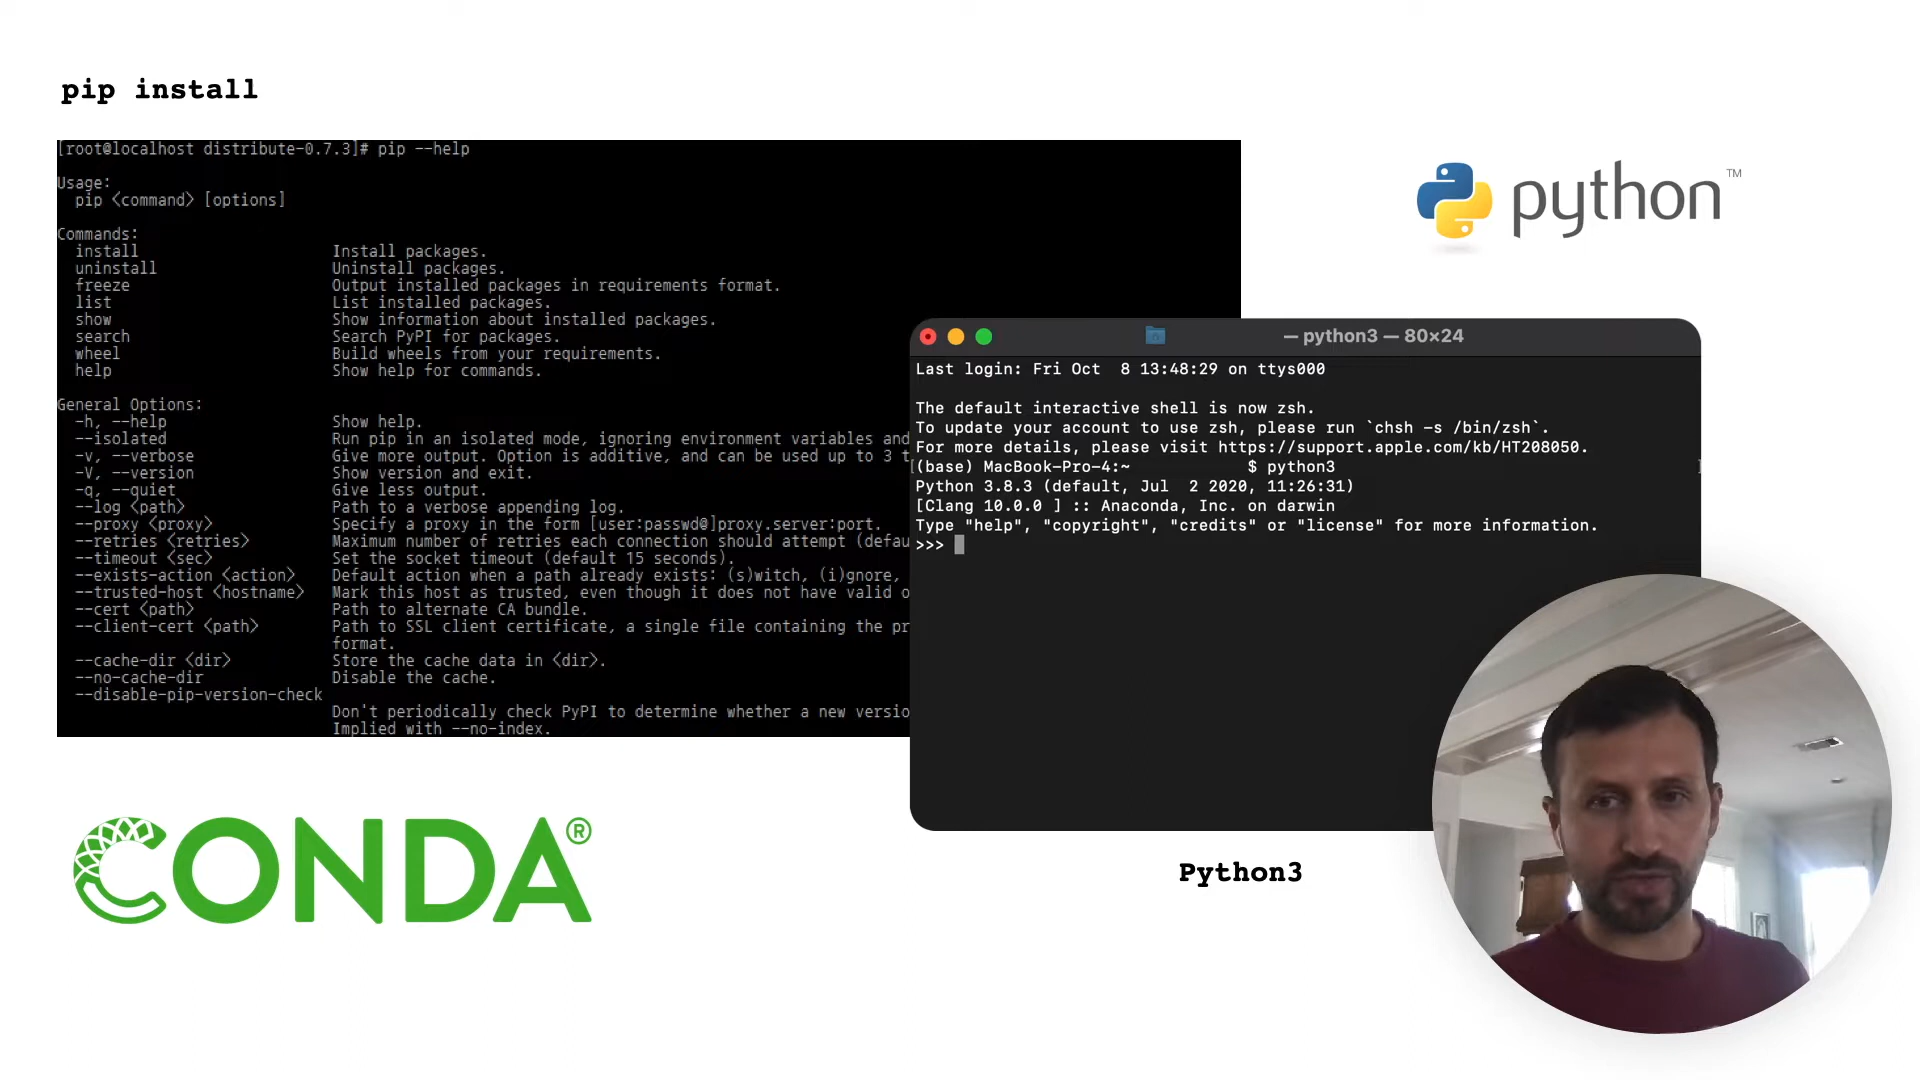 pip install
[root@localhost distribute-0.7.3]# pip --help
Usage:
pip <command> [options]
Commands:
install Install packages.
uninstall Uninstall packages.
freeze Output installed packages in requirements format.
list List installed packages.
show Show information about installed packages.
search Search PyPI for packages.
wheel Build wheels from your requirements.
help Show help for commands.
General Options:
-h, --help Show help.
--isolated Run pip in an isolated mode, ignoring environment variables and
-v, --verbose Give more output. Option is additive, and can be used up to 3 t
-V, --version Show version and exit.
-q, --quiet Give less output.
--log <path> Path to a verbose appending log.
--proxy <proxy> Specify a proxy in the form [user:passwd@]proxy.server:port.
--retries <retries> Maximum number of retries each connection should attempt (defau
--timeout <sec> Set the socket timeout (default 15 seconds).
--exists-action <action> Default action when a path already exists: (s)witch, (i)gnore,
--trusted-host <hostname> Mark this host as trusted, even though it does not have valid o
--cert <path> Path to alternate CA bundle.
--client-cert <path> Path to SSL client certificate, a single file containing the pr
format.
--cache-dir <dir> Store the cache data in <dir>.
--no-cache-dir Disable the cache.
--disable-pip-version-check
Don't periodically check PyPI to determine whether a new versio
Implied with --no-index.
python™
— python3 — 80×24
Last login: Fri Oct  8 13:48:29 on ttys000
The default interactive shell is now zsh.
To update your account to use zsh, please run `chsh -s /bin/zsh`.
For more details, please visit https://support.apple.com/kb/HT208050.
[(base) MacBook-Pro-4:~ $ python3 ]
Python 3.8.3 (default, Jul  2 2020, 11:26:31)
[Clang 10.0.0 ] :: Anaconda, Inc. on darwin
Type "help", "copyright", "credits" or "license" for more information.
>>>
CONDA®
Python3